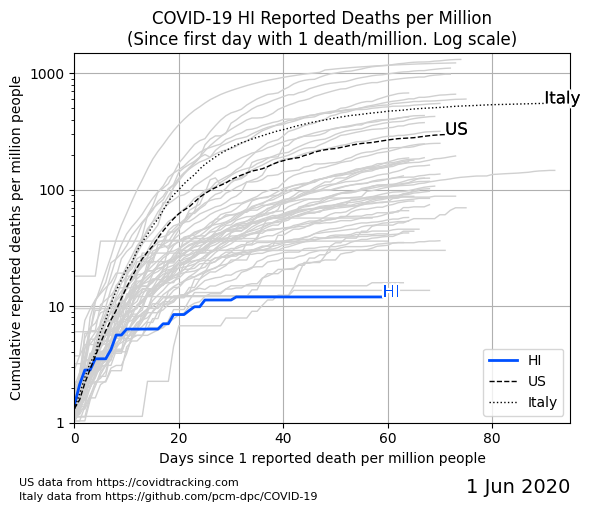 COVID-19 HI Reported Deaths per Million
(Since first day with 1 death/million. Log scale)
Cumulative reported deaths per million people
1000
100
10
1
Italy
US
HI
HI
US
Italy
0 20 40 60 80
Days since 1 reported death per million people
US data from https://covidtracking.com
Italy data from https://github.com/pcm-dpc/COVID-19
1 Jun 2020